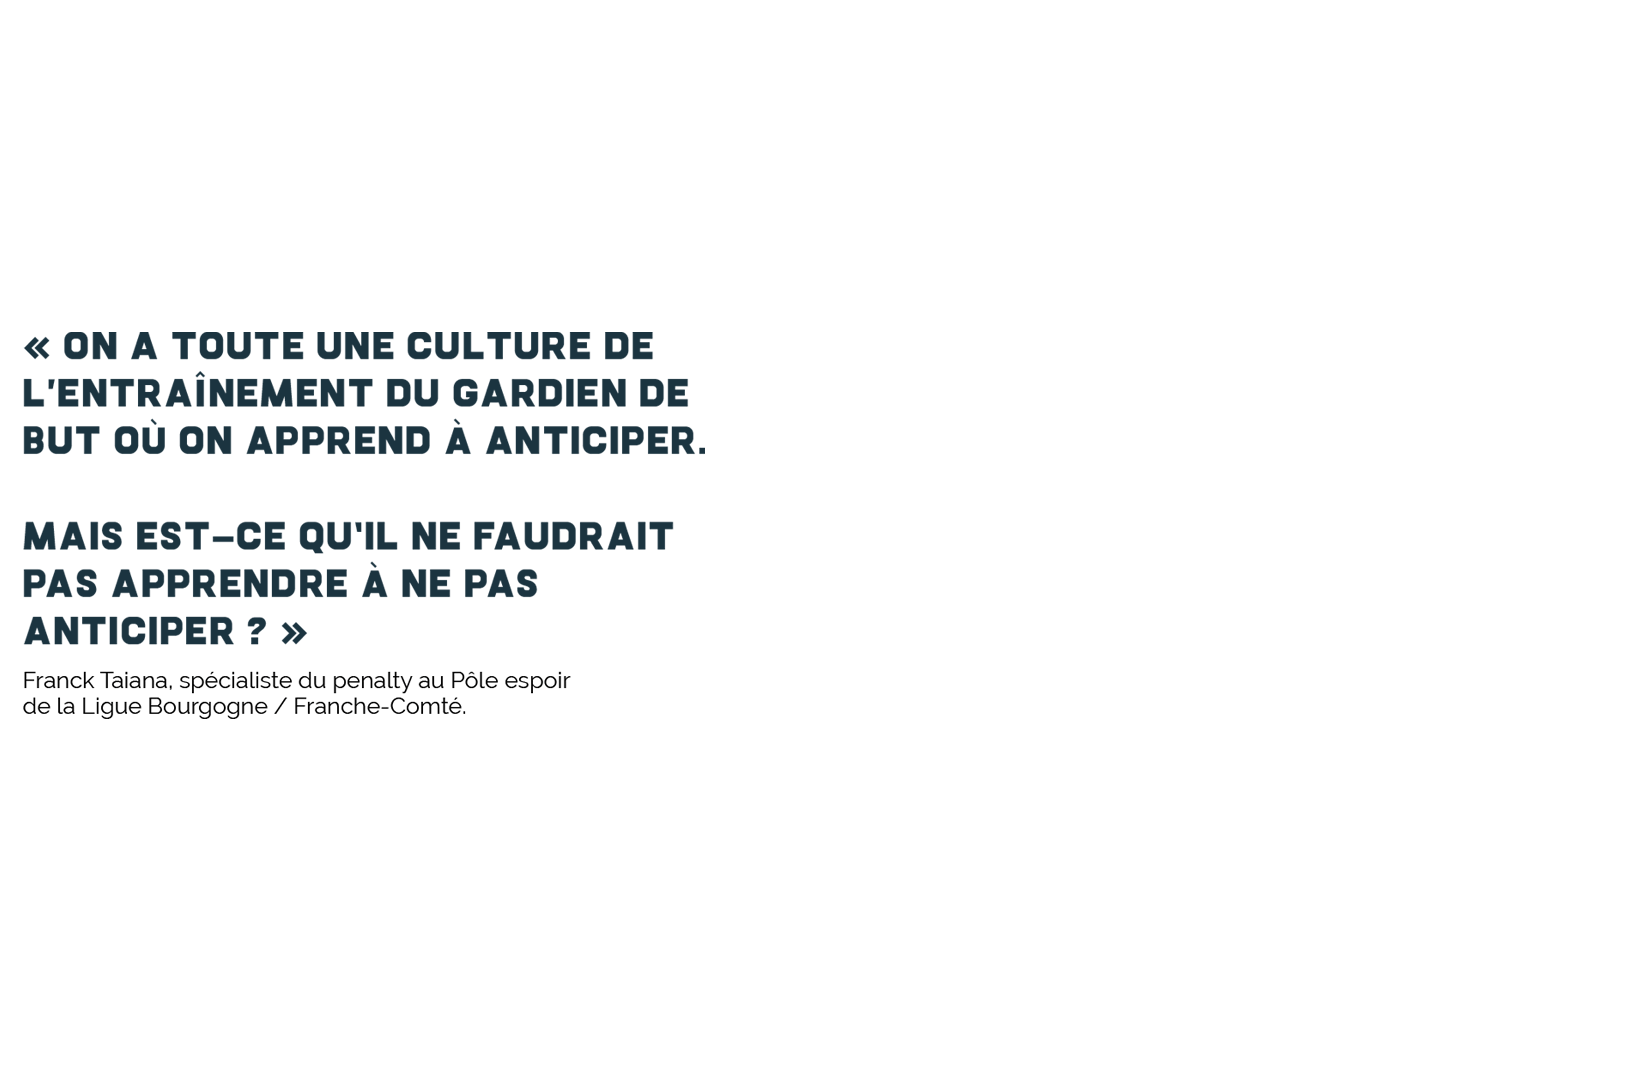 « ON A TOUTE UNE CULTURE DE
L'ENTRAÎNEMENT DU GARDIEN DE
BUT OÙ ON APPREND À ANTICIPER.
MAIS EST-CE QU'IL NE FAUDRAIT
PAS APPRENDRE À NE PAS
ANTICIPER ? »
Franck Taiana, spécialiste du penalty au Pôle espoir
de la Ligue Bourgogne / Franche-Comté.